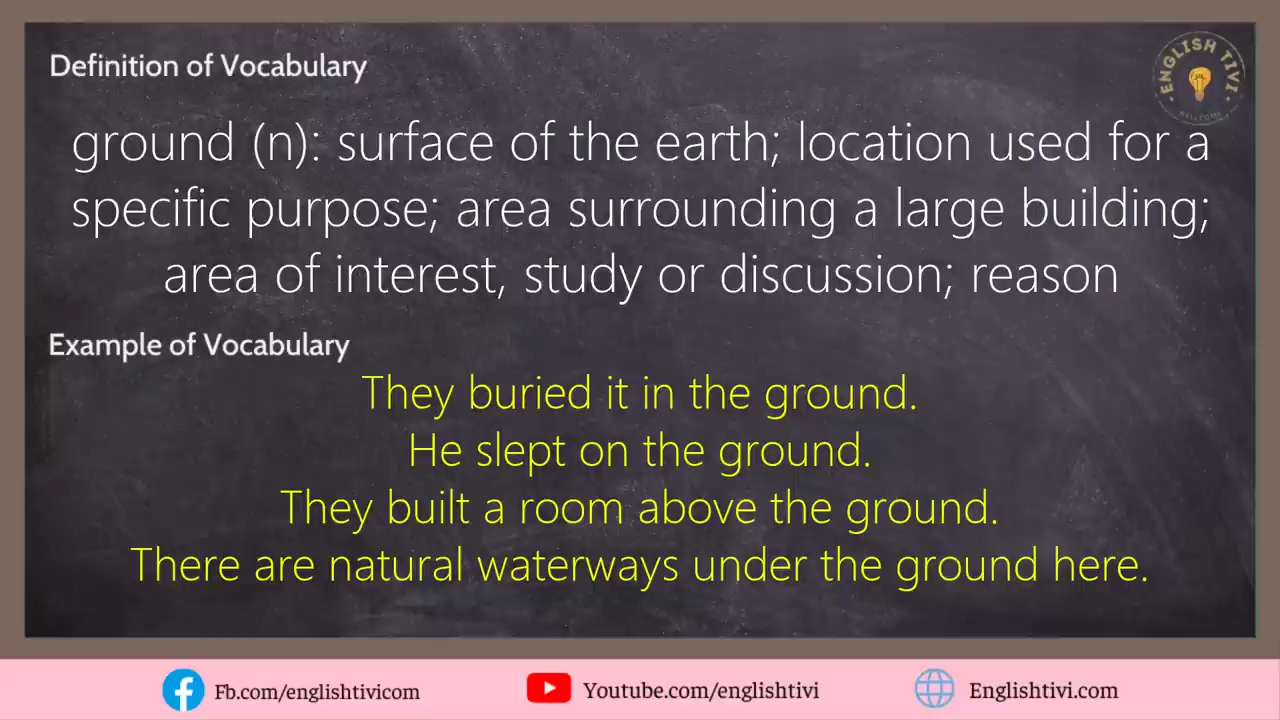 Definition of Vocabulary
ENGLISH TIVI
WELCOME
ground (n): surface of the earth; location used for a
specific purpose; area surrounding a large building;
area of interest, study or discussion; reason
Example of Vocabulary
They buried it in the ground.
He slept on the ground.
They built a room above the ground.
There are natural waterways under the ground here.
Fb.com/englishtivicom
Youtube.com/englishtivi
Englishtivi.com